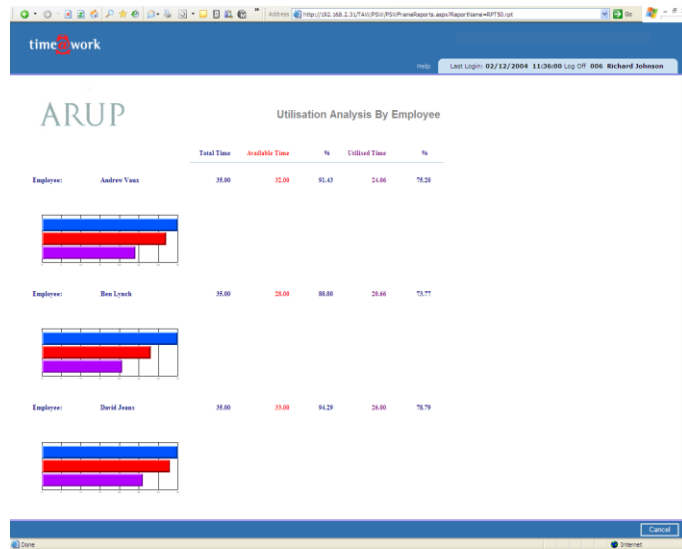 Address http://192.168.2.31/TAW/PSW/PSWFrameReports.aspx?ReportName=RPT50.rpt Go
time@work
Help Last Login: 02/12/2004 11:36:00 Log Off 006 Richard Johnson
ARUP
Utilisation Analysis By Employee
Total Time Available Time % Utilised Time %
Employee: Andrew Vaux 35.00 32.00 91.43 24.06 75.20
Employee: Ben Lynch 35.00 28.00 80.00 20.66 73.77
Employee: David Jeans 35.00 33.00 94.29 26.00 78.79
Cancel
Done Internet